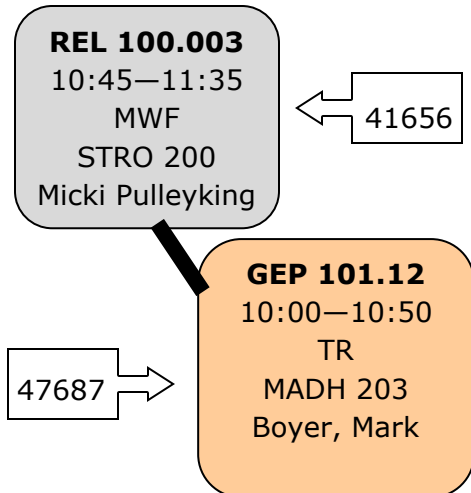 REL 100.003
10:45—11:35
MWF
STRO 200
Micki Pulleyking
41656
GEP 101.12
10:00—10:50
TR
MADH 203
Boyer, Mark
47687